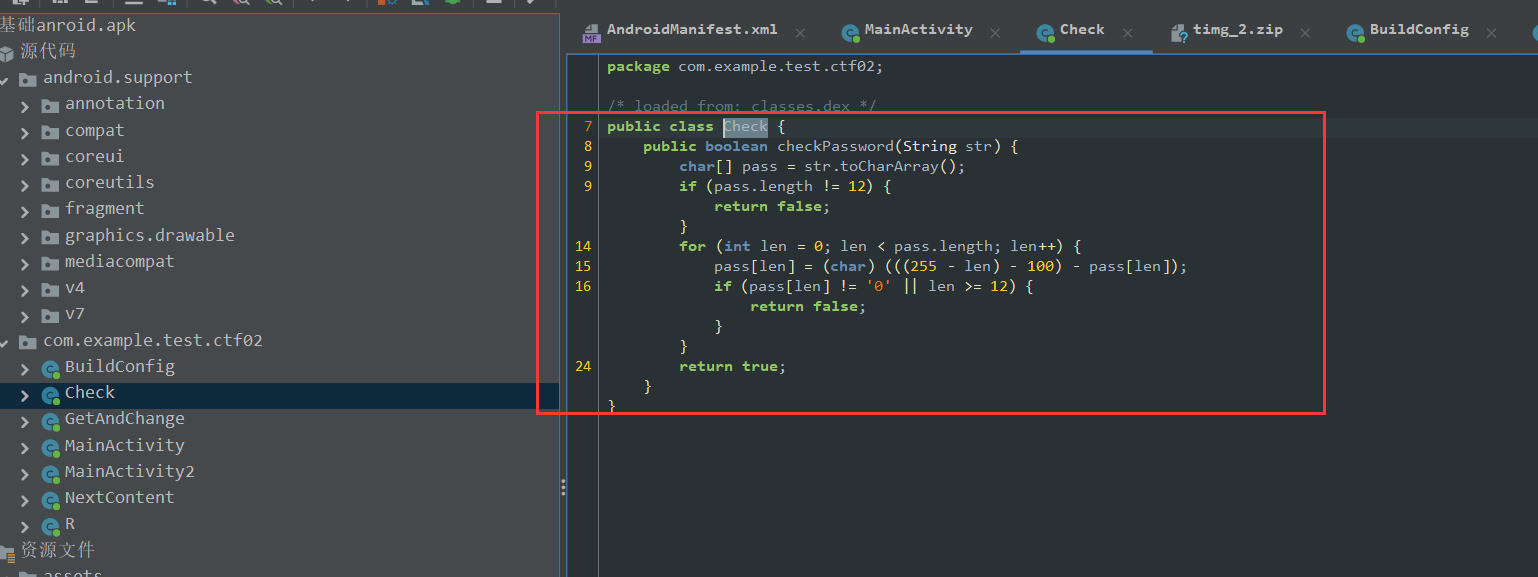 基础anroid.apk
源代码
android.support
annotation
compat
coreui
coreutils
fragment
graphics.drawable
mediacompat
v4
v7
com.example.test.ctf02
BuildConfig
Check
GetAndChange
MainActivity
MainActivity2
NextContent
R
资源文件
assets
AndroidManifest.xml
MainActivity
Check
timg_2.zip
BuildConfig
package com.example.test.ctf02;
/* loaded from: classes.dex */
7 public class Check {
8 public boolean checkPassword(String str) {
9 char[] pass = str.toCharArray();
9 if (pass.length != 12) {
return false;
}
14 for (int len = 0; len < pass.length; len++) {
15 pass[len] = (char) (((255 - len) - 100) - pass[len]);
16 if (pass[len] != '0' || len >= 12) {
return false;
}
}
24 return true;
}
}